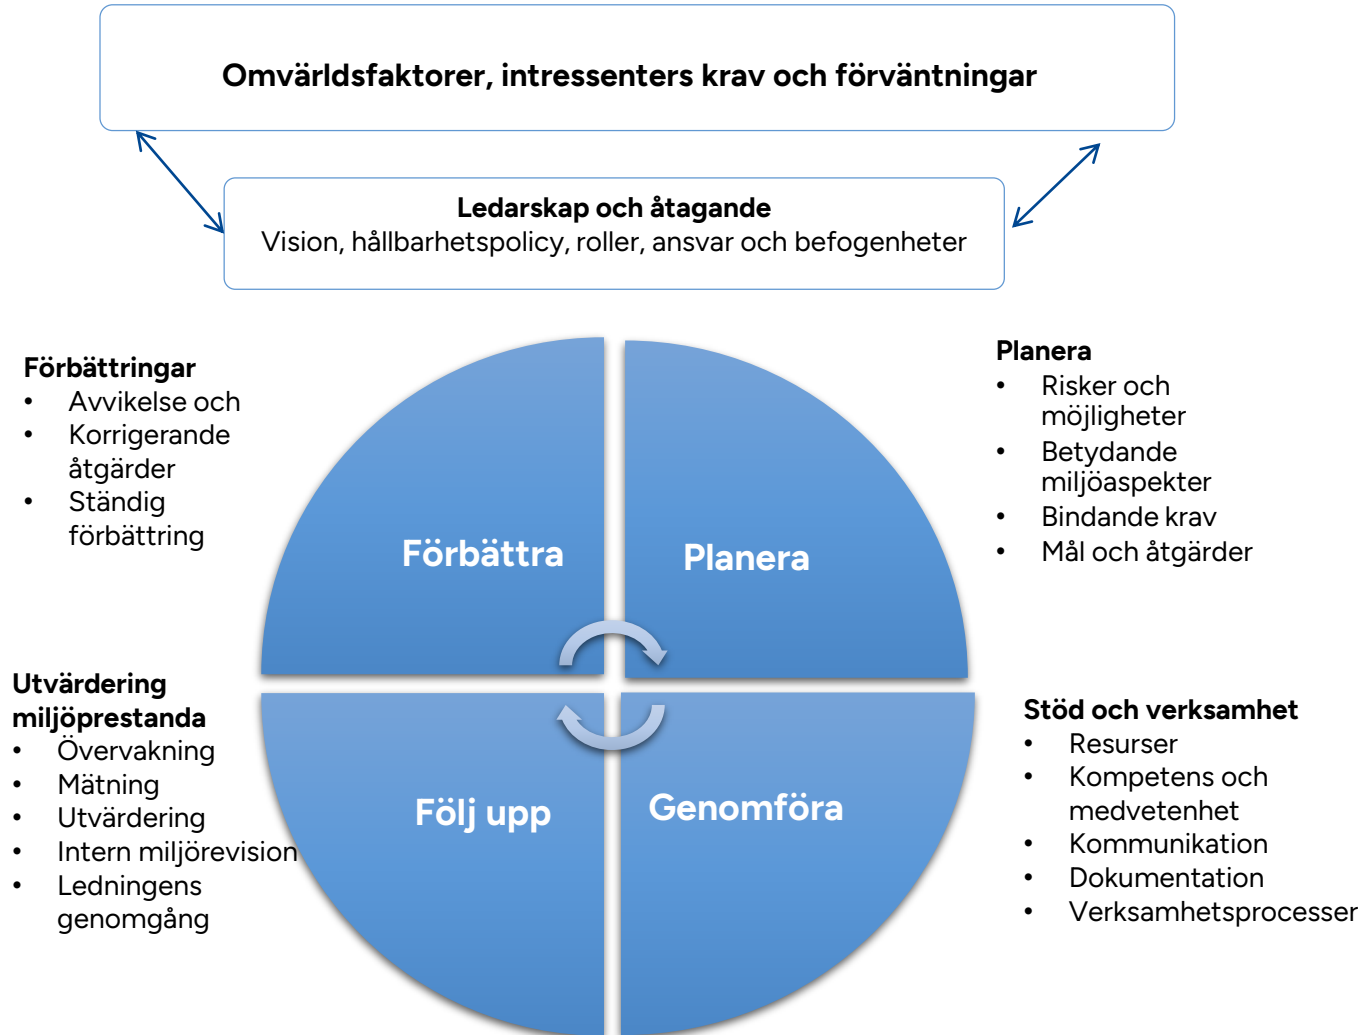 Omvärldsfaktorer, intressenters krav och förväntningar
Ledarskap och åtagande
Vision, hållbarhetspolicy, roller, ansvar och befogenheter
Förbättringar
• Avvikelse och
• Korrigerande
åtgärder
• Ständig
förbättring
Planera
• Risker och
möjligheter
• Betydande
miljöaspekter
• Bindande krav
• Mål och åtgärder
Förbättra
Planera
Utvärdering
miljöprestanda
• Övervakning
• Mätning
• Utvärdering
• Intern miljörevision
• Ledningens
genomgång
Följ upp
Genomföra
Stöd och verksamhet
• Resurser
• Kompetens och
medvetenhet
• Kommunikation
• Dokumentation
• Verksamhetsprocesser